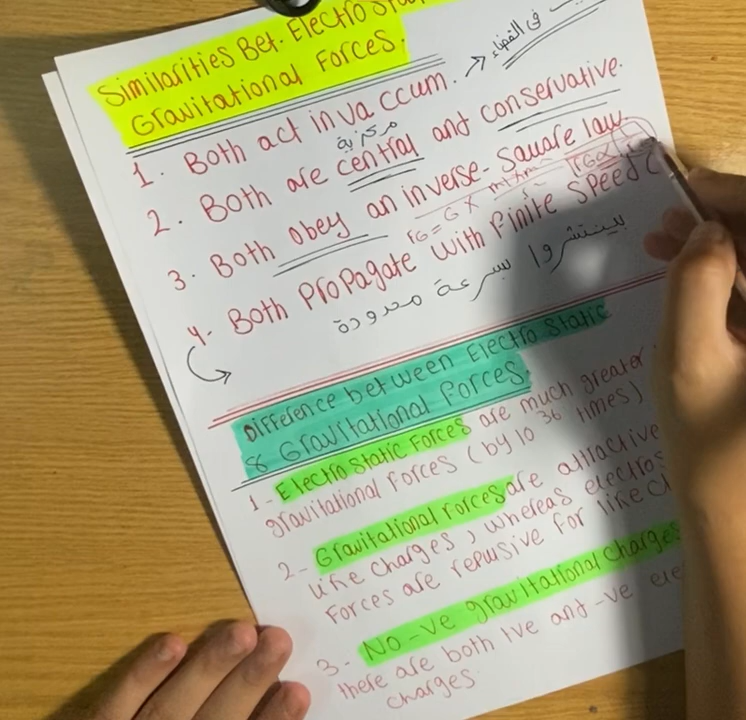 Similarities Bet. Electro
Gravitational Forces.
في الفضاء
1. Both act in va ccum.
مركزية
2. Both are central and conservative.
3. Both obey an inverse-Square law
FG = G x
4- Both Propagate with Finite SPeed
بينتشروا بسرعة محدودة
Difference between Electro Static
& Gravitational Forces.
1- Electro Static Forces are much greater
gravitational Forces (by 10 36 times)
2- Gravitational Forces are attractive
like charges, whereas electros
Forces are repulsive for like c
3- No -ve gravitational charges
there are both +ve and -ve ele
charges